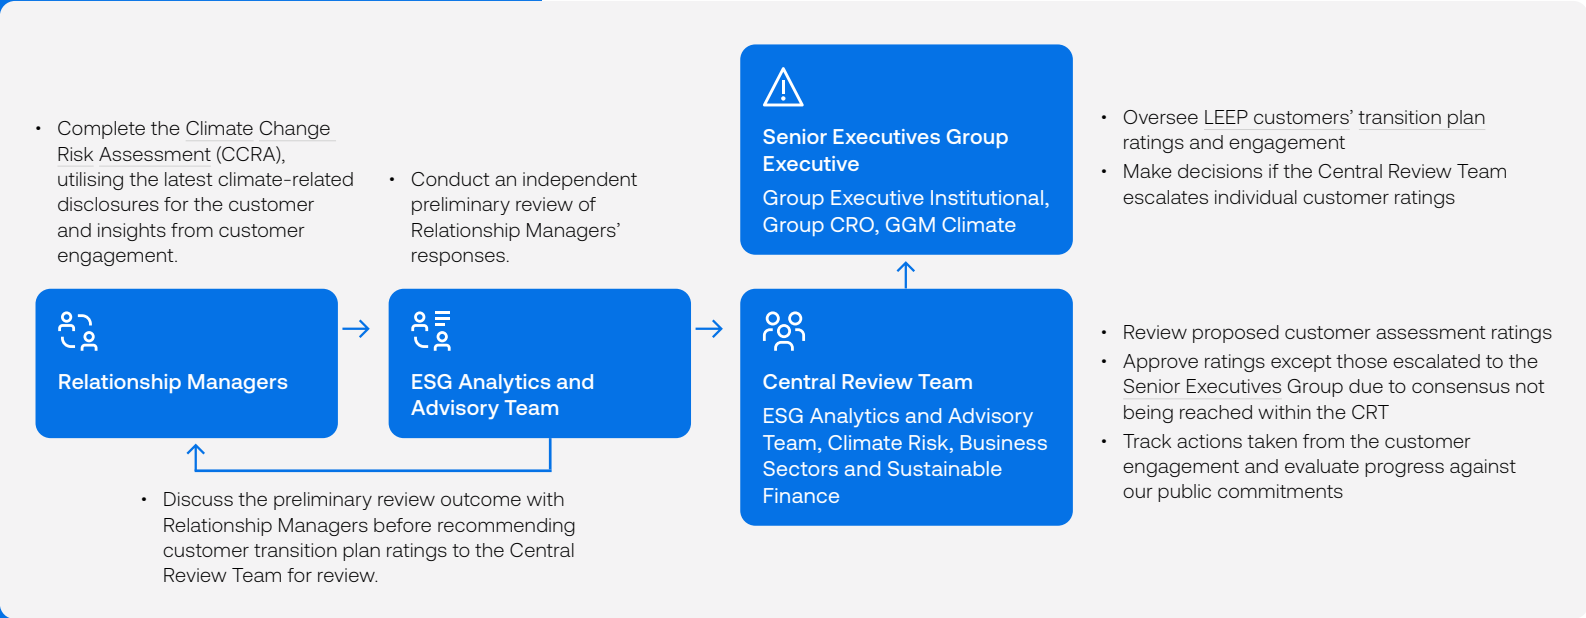 • Complete the Climate Change
Risk Assessment (CCRA),
utilising the latest climate-related
disclosures for the customer
and insights from customer
engagement.
Relationship Managers
• Conduct an independent
preliminary review of
Relationship Managers’
responses.
ESG Analytics and
Advisory Team
• Discuss the preliminary review outcome with
Relationship Managers before recommending
customer transition plan ratings to the Central
Review Team for review.
Senior Executives Group
Executive
Group Executive Institutional,
Group CRO, GGM Climate
• Oversee LEEP customers’ transition plan
ratings and engagement
• Make decisions if the Central Review Team
escalates individual customer ratings
Central Review Team
ESG Analytics and Advisory
Team, Climate Risk, Business
Sectors and Sustainable
Finance
• Review proposed customer assessment ratings
• Approve ratings except those escalated to the
Senior Executives Group due to consensus not
being reached within the CRT
• Track actions taken from the customer
engagement and evaluate progress against
our public commitments